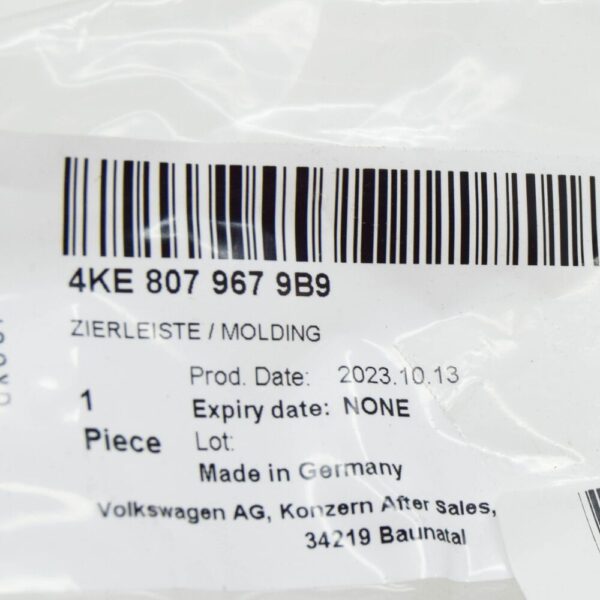 4KE 807 967 9B9
ZIERLEISTE / MOLDING
Prod. Date: 2023.10.13
1 Expiry date: NONE
Piece Lot:
Made in Germany
Volkswagen AG, Konzern After Sales,
34219 Baunatal